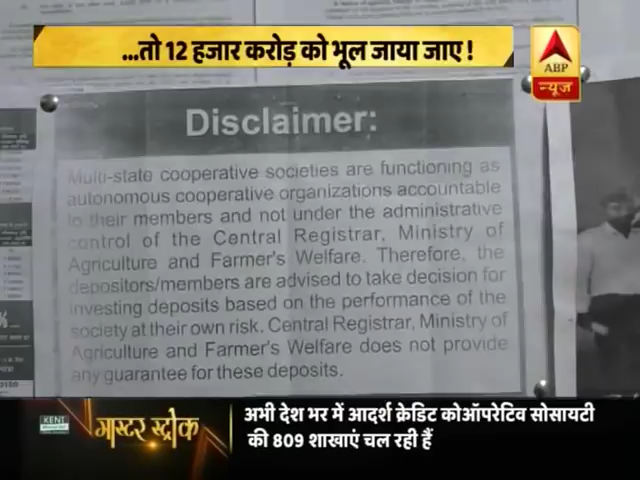 ...तो 12 हजार करोड़ को भूल जाया जाए !
ABP
न्यूज़
Disclaimer:
Multi-state cooperative societies are functioning as
autonomous cooperative organizations accountable
to their members and not under the administrative
control of the Central Registrar, Ministry of
Agriculture and Farmer's Welfare. Therefore, the
depositors/members are advised to take decision for
investing deposits based on the performance of the
society at their own risk. Central Registrar, Ministry of
Agriculture and Farmer's Welfare does not provide
any guarantee for these deposits.
KENT
मास्टर स्ट्रोक
अभी देश भर में आदर्श क्रेडिट कोऑपरेटिव सोसायटी
की 809 शाखाएं चल रही हैं